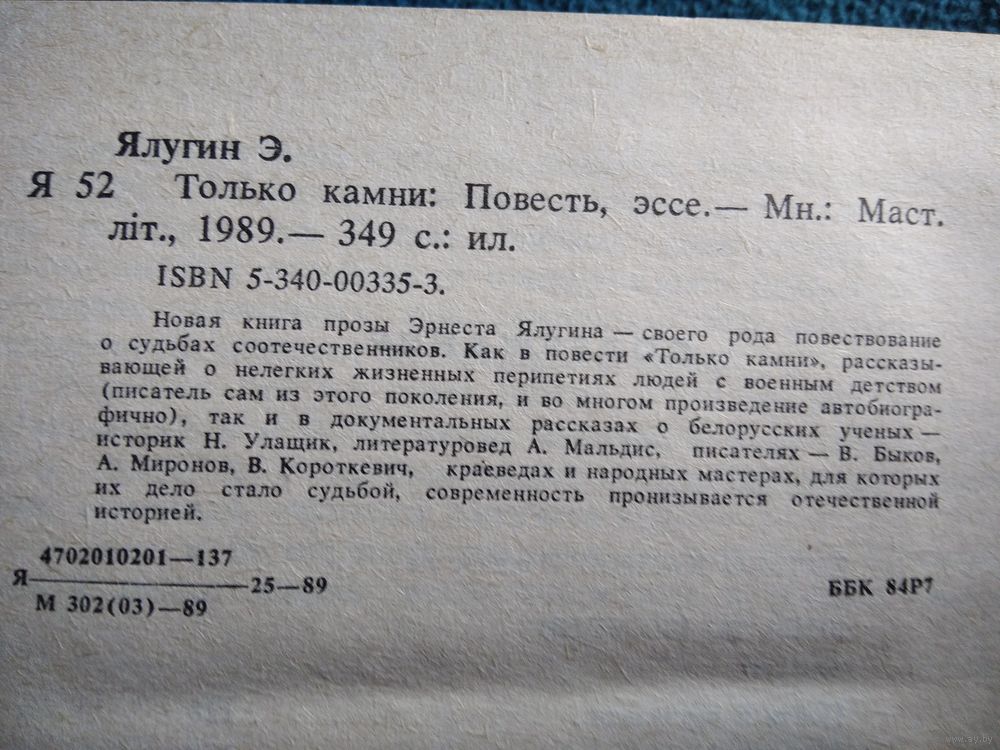 Ялугин Э.
Я 52 Только камни: Повесть, эссе.— Мн.: Маст.
літ., 1989.— 349 с.: ил.
ISBN 5-340-00335-3.
Новая книга прозы Эрнеста Ялугина — своего рода повествование
о судьбах соотечественников. Как в повести «Только камни», рассказы-
вающей о нелегких жизненных перипетиях людей с военным детством
(писатель сам из этого поколения, и во многом произведение автобиогра-
фично), так и в документальных рассказах о белорусских ученых —
историк Н. Улащик, литературовед А. Мальдис, писателях — В. Быков,
А. Миронов, В. Короткевич, краеведах и народных мастерах, для которых
их дело стало судьбой, современность пронизывается отечественной
историей.
4702010201—137
Я—25—89
М 302(03)—89
ББК 84Р7
www.ay.by